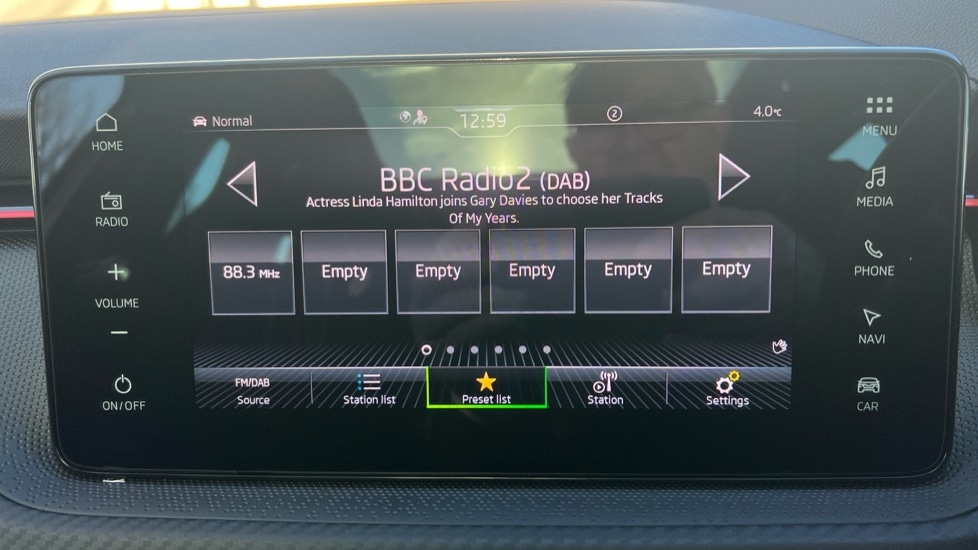 Normal
12:59
2
4.0°C
HOME
RADIO
VOLUME
ON/OFF
BBC Radio2 (DAB)
Actress Linda Hamilton joins Gary Davies to choose her Tracks
Of My Years.
88.3 MHz Empty Empty Empty Empty Empty
FM/DAB
Source
Station list
Preset list
Station
Settings
MENU
MEDIA
PHONE
NAVI
CAR